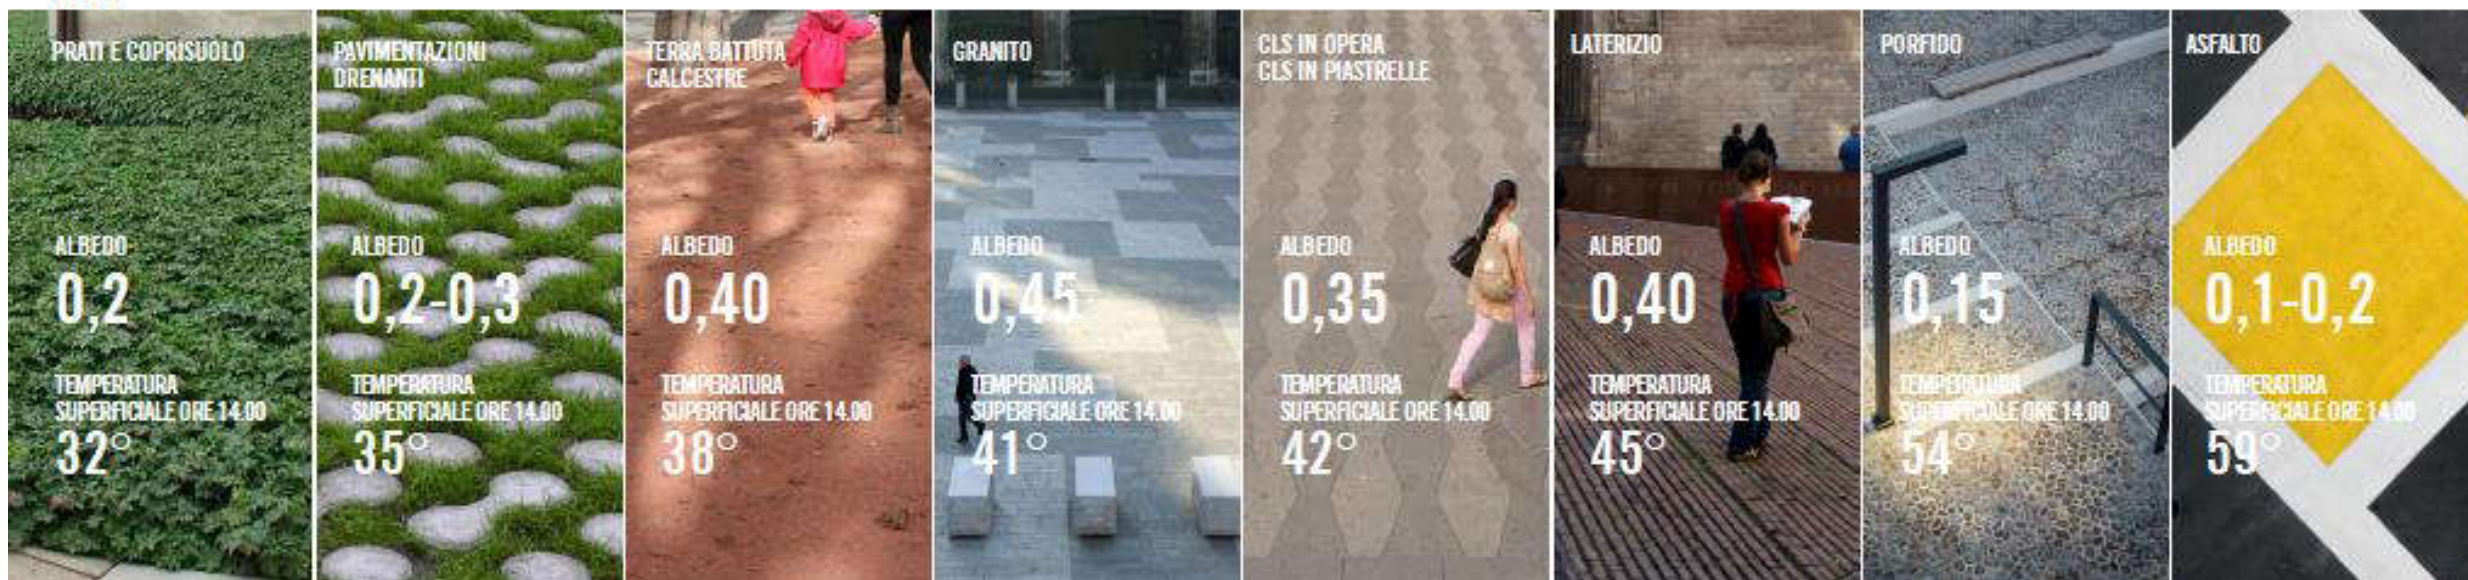 PRATI E COPRISUOLO
ALBEDO
0,2
TEMPERATURA
SUPERFICIALE ORE 14.00
32°
PAVIMENTAZIONI
DRENANTI
ALBEDO
0,2-0,3
TEMPERATURA
SUPERFICIALE ORE 14.00
35°
TERRA BATTUTA
CALCESTRE
ALBEDO
0,40
TEMPERATURA
SUPERFICIALE ORE 14.00
38°
GRANITO
ALBEDO
0,45
TEMPERATURA
SUPERFICIALE ORE 14.00
41°
CLS IN OPERA
CLS IN PIASTRELLE
ALBEDO
0,35
TEMPERATURA
SUPERFICIALE ORE 14.00
42°
LATERIZIO
ALBEDO
0,40
TEMPERATURA
SUPERFICIALE ORE 14.00
45°
PORFIDO
ALBEDO
0,15
TEMPERATURA
SUPERFICIALE ORE 14.00
54°
ASFALTO
ALBEDO
0,1-0,2
TEMPERATURA
SUPERFICIALE ORE 14.00
59°